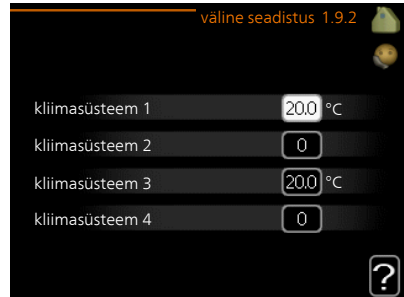 väline seadistus 1.9.2
kliimasüsteem 1 20.0 °C
kliimasüsteem 2 0
kliimasüsteem 3 20.0 °C
kliimasüsteem 4 0
?